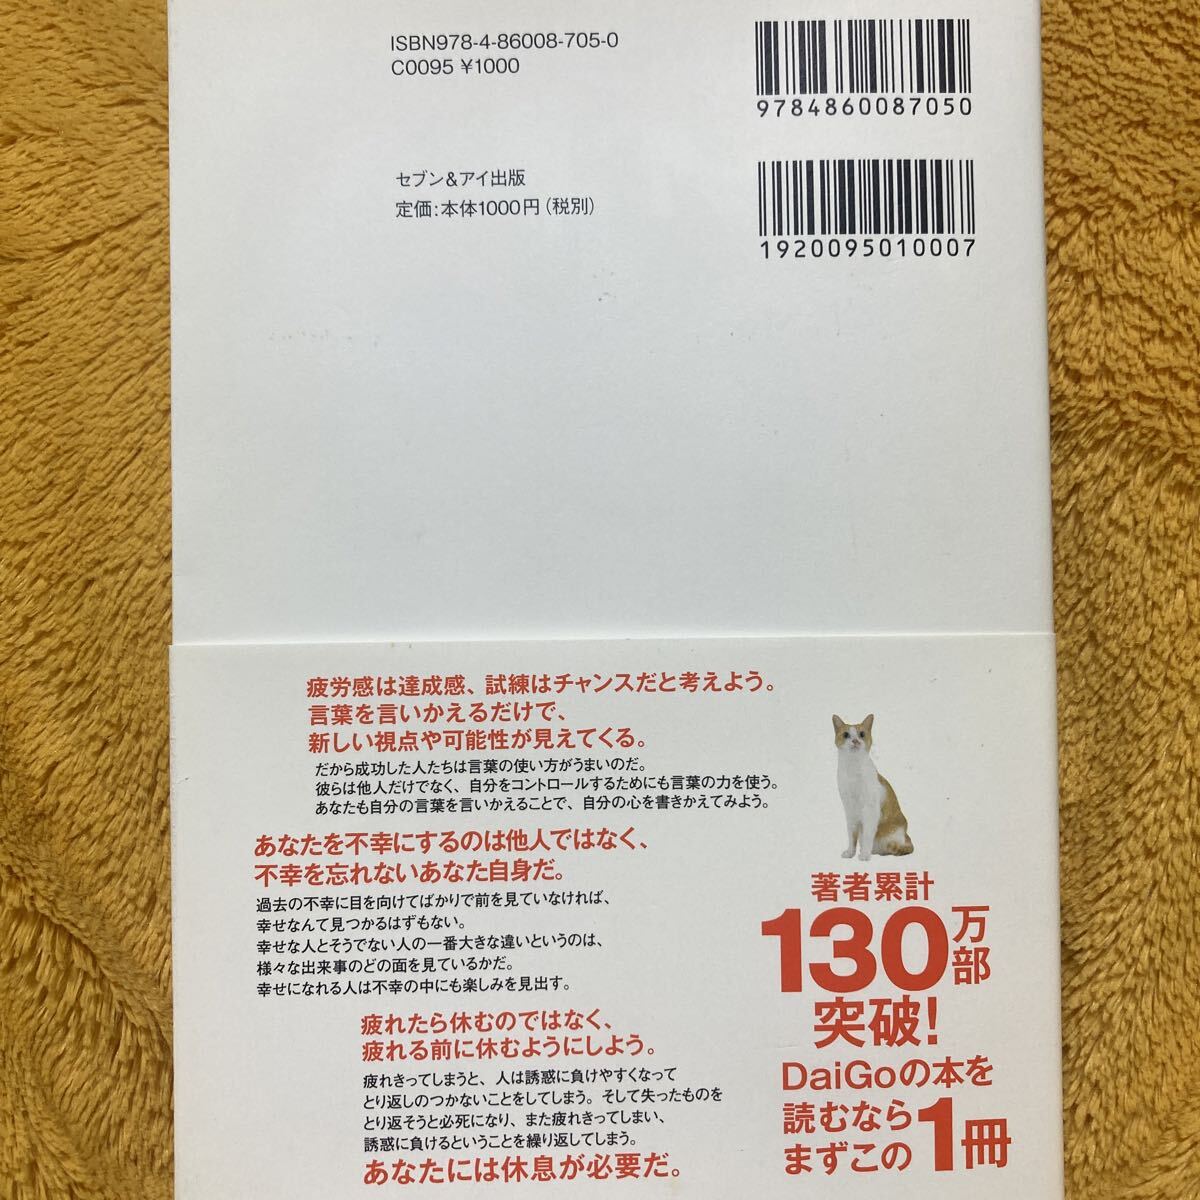 ISBN978-4-86008-705-0
C0095 ¥1000
9784860087050
セブン&アイ出版
定価:本体1000円(税別)
1920095010007
疲労感は達成感、試練はチャンスだと考えよう。
言葉を言いかえるだけで、
新しい視点や可能性が見えてくる。
だから成功した人たちは言葉の使い方がうまいのだ。
彼らは他人だけでなく、自分をコントロールするためにも言葉の力を使う。
あなたも自分の言葉を言いかえることで、自分の心を書きかえてみよう。
あなたを不幸にするのは他人ではなく、
不幸を忘れないあなた自身だ。
過去の不幸に目を向けてばかりで前を見ていなければ、
幸せなんて見つかるはずもない。
幸せな人とそうでない人の一番大きな違いというのは、
様々な出来事のどの面を見ているかだ。
幸せになれる人は不幸の中にも楽しみを見出す。
疲れたら休むのではなく、
疲れる前に休むようにしよう。
疲れきってしまうと、人は誘惑に負けやすくなって
とり返しのつかないことをしてしまう。そして失ったものを
とり返そうと必死になり、また疲れきってしまい、
誘惑に負けるということを繰り返してしまう。
あなたには休息が必要だ。
著者累計
130万部
突破!
DaiGoの本を
読むなら
まずこの1冊